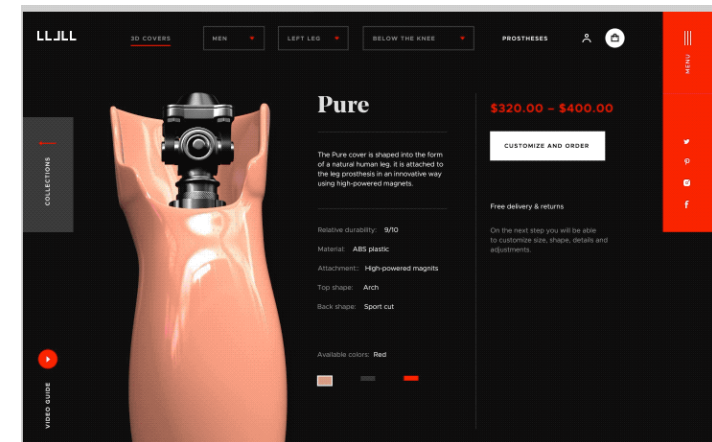 LLJLL
3D COVERS
MEN
LEFT LEG
BELOW THE KNEE
PROSTHESES
MENU
COLLECTIONS
Pure
$320.00 – $400.00
CUSTOMIZE AND ORDER
The Pure cover is shaped into the form
of a natural human leg. it is attached to
the leg prosthesis in an innovative way
using high-powered magnets.
Free delivery & returns
On the next step you will be able
to customize size, shape, details and
adjustments.
Relative durability: 9/10
Material: ABS plastic
Attachment:: High-powered magnits
Top shape: Arch
Back shape: Sport cut
Available colors: Red
VIDEO GUIDE